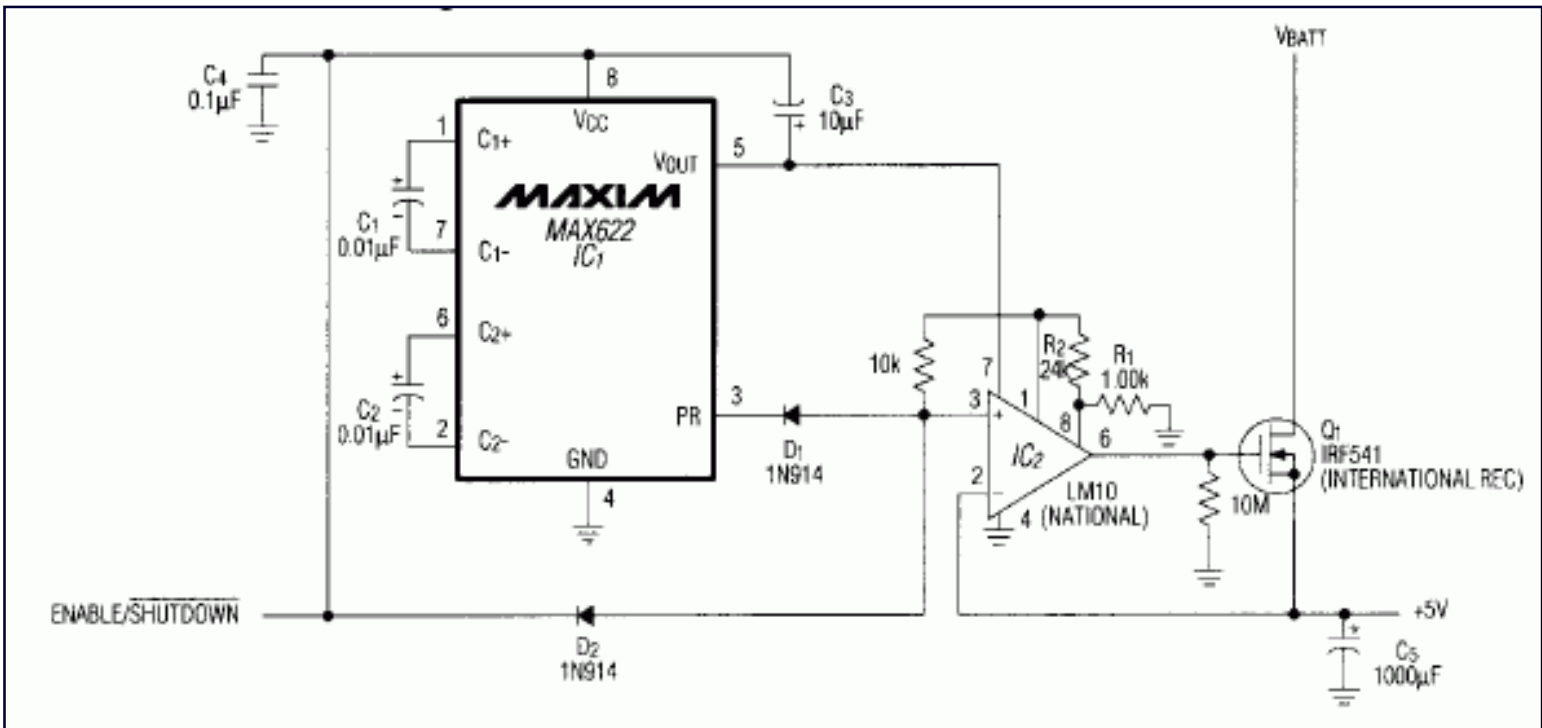 VBATT
C4
0.1µF
8
VCC
C3
10µF
+
1
C1+
5
VOUT
+
MAXIM
C1
0.01µF
−
7
MAX622
IC1
C1-
6
C2+
10k
R2
24k
R1
1.00k
7
+
3
PR
3
+
1
8
C2
0.01µF
−
2
C2-
D1
1N914
IC2
6
Q1
IRF541
(INTERNATIONAL REC)
GND
2
−
LM10
(NATIONAL)
10M
4
4
ENABLE/SHUTDOWN
+5V
D2
1N914
C5
1000µF